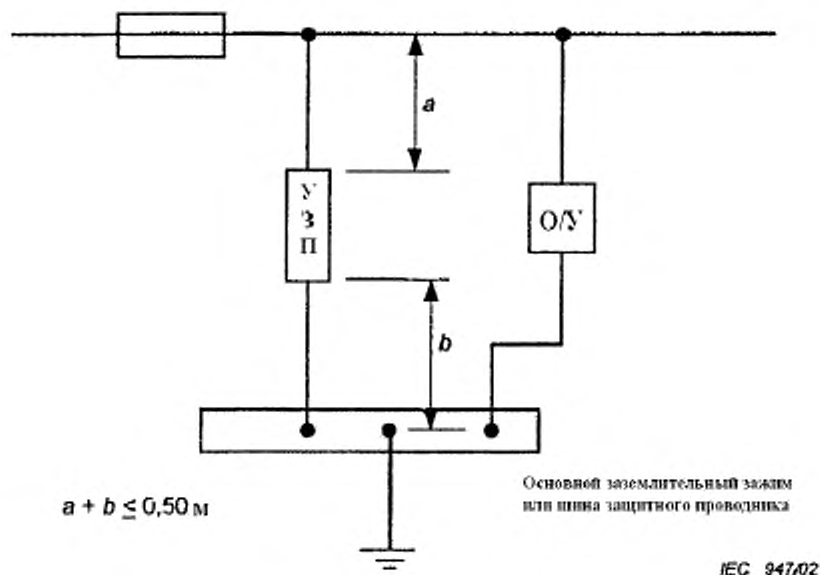 a
У
З
П
О/У
b
a + b ≤ 0,50 м
Основной заземлительный зажим
или шина защитного проводника
IEC 947/02